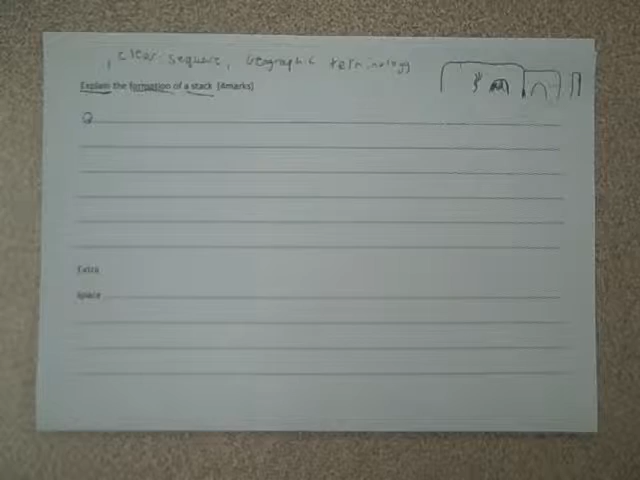 , clear sequence, Geographic terminology
Explain the formation of a stack [4marks]
Extra
space